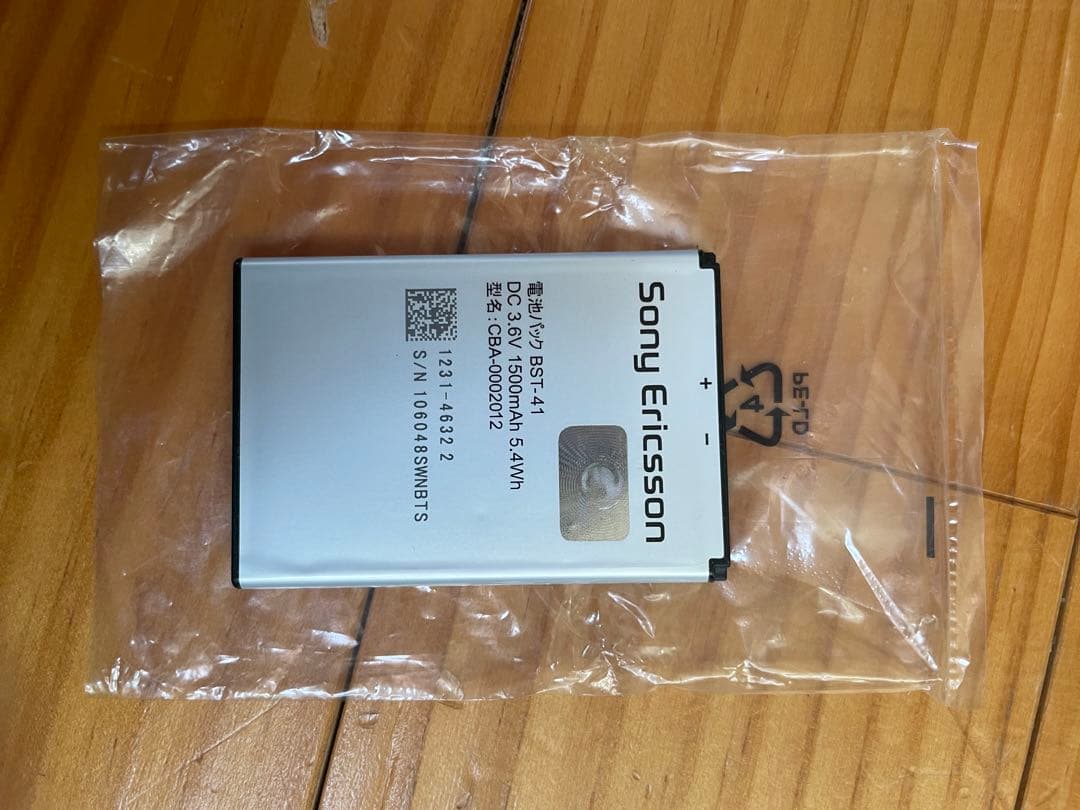 Sony Ericsson
+ -
電池パック BST-41
DC 3.6V 1500mAh 5.4Wh
型名:CBA-0002012
1231-4632 2
S/N 106048SWNBTS
4
PE-LD